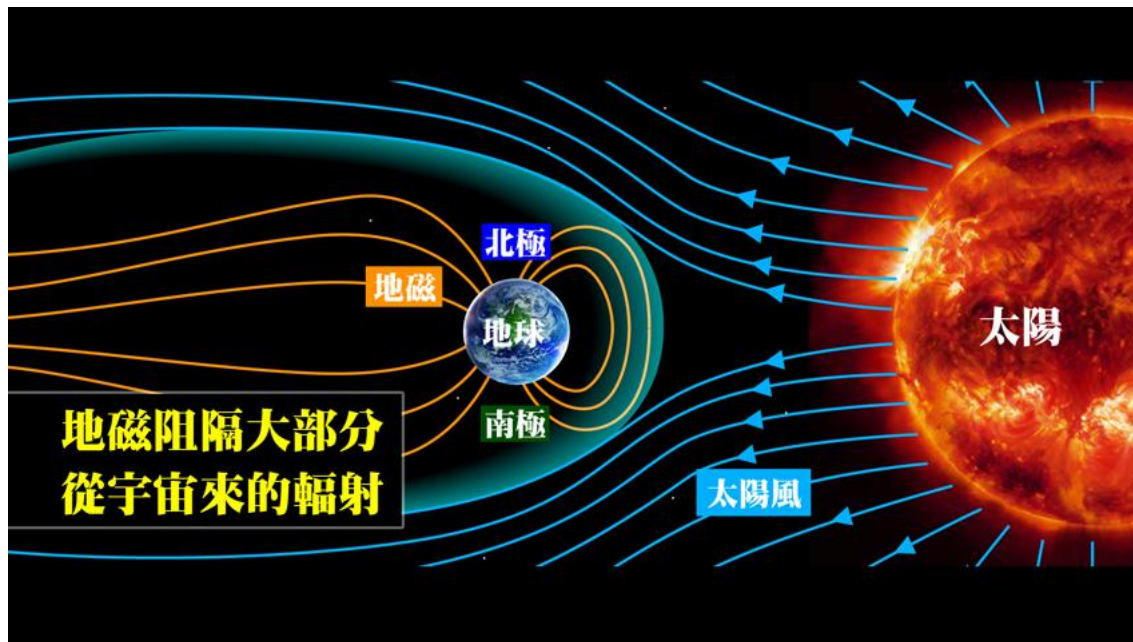 北極
地磁
地球
太陽
南極
地磁阻隔大部分
從宇宙來的輻射
太陽風